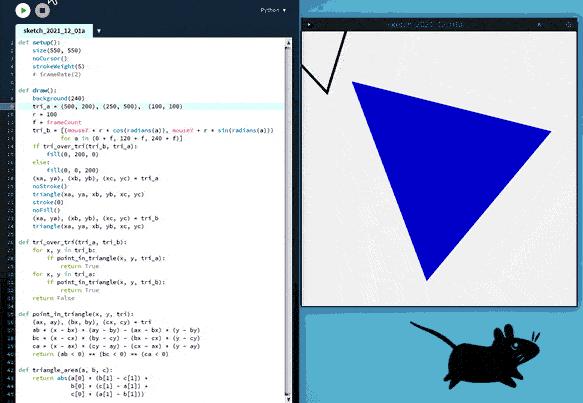 Python
sketch_2021_12_01a
sketch_2021_12_01a
def setup():
size(550, 550)
noCursor()
strokeWeight(5)
# frameRate(2)
def draw():
background(240)
tri_a = (500, 200), (250, 500), (100, 100)
r = 100
f = frameCount
tri_b = [(mouseX + r * cos(radians(a)), mouseY + r * sin(radians(a)))
for a in (0 + f, 120 + f, 240 + f)]
if tri_over_tri(tri_b, tri_a):
fill(0, 200, 0)
else:
fill(0, 0, 200)
(xa, ya), (xb, yb), (xc, yc) = tri_a
noStroke()
triangle(xa, ya, xb, yb, xc, yc)
stroke(0)
noFill()
(xa, ya), (xb, yb), (xc, yc) = tri_b
triangle(xa, ya, xb, yb, xc, yc)
def tri_over_tri(tri_a, tri_b):
for x, y in tri_b:
if point_in_triangle(x, y, tri_a):
return True
for x, y in tri_a:
if point_in_triangle(x, y, tri_b):
return True
return False
def point_in_triangle(x, y, tri):
(ax, ay), (bx, by), (cx, cy) = tri
ab = (x - bx) * (ay - by) - (ax - bx) * (y - by)
bc = (x - cx) * (by - cy) - (bx - cx) * (y - cy)
ca = (x - ax) * (cy - ay) - (cx - ax) * (y - ay)
return (ab < 0) == (bc < 0) == (ca < 0)
def triangle_area(a, b, c):
return abs(a[0] * (b[1] - c[1]) +
b[0] * (c[1] - a[1]) +
c[0] * (a[1] - b[1]))